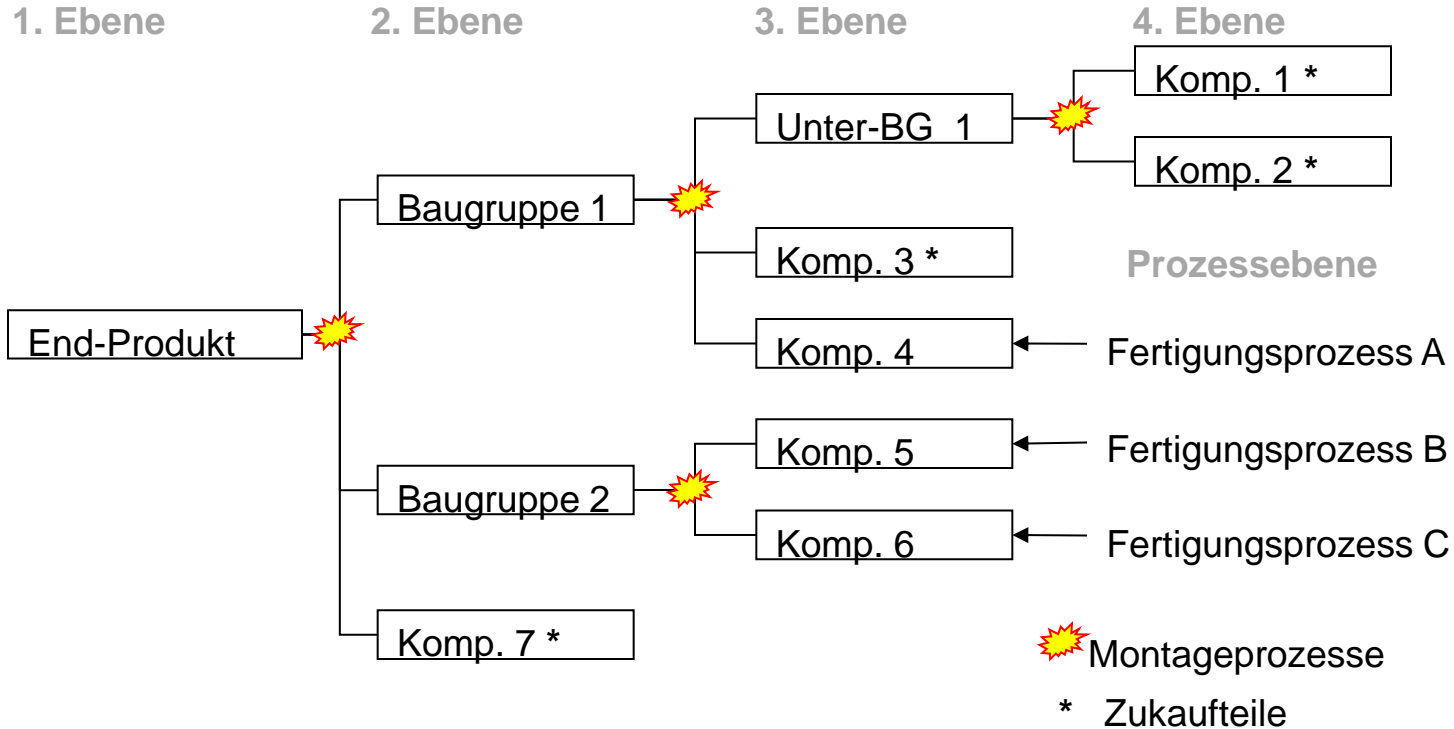 1. Ebene 2. Ebene 3. Ebene 4. Ebene
Komp. 1 *
Unter-BG 1
Komp. 2 *
Baugruppe 1
Komp. 3 *
Prozessebene
End-Produkt
Komp. 4
Fertigungsprozess A
Komp. 5
Fertigungsprozess B
Baugruppe 2
Komp. 6
Fertigungsprozess C
Komp. 7 *
Montageprozesse
* Zukaufteile